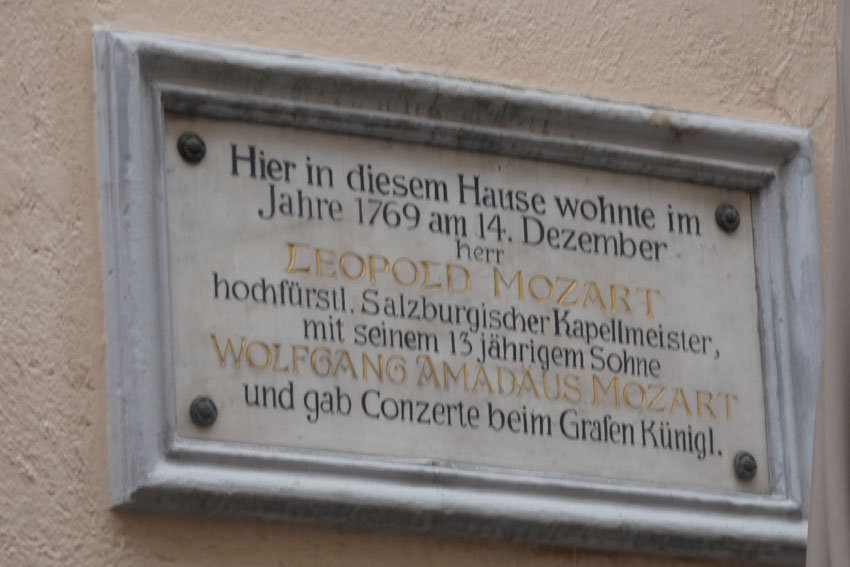 Hier in diesem Hause wohnte im
Jahre 1769 am 14. Dezember
herr
LEOPOLD MOZART
hochfürstl. Salzburgischer Kapellmeister,
mit seinem 13 jährigem Sohne
WOLFGANG AMADÄUS MOZART
und gab Conzerte beim Grafen Künigl.